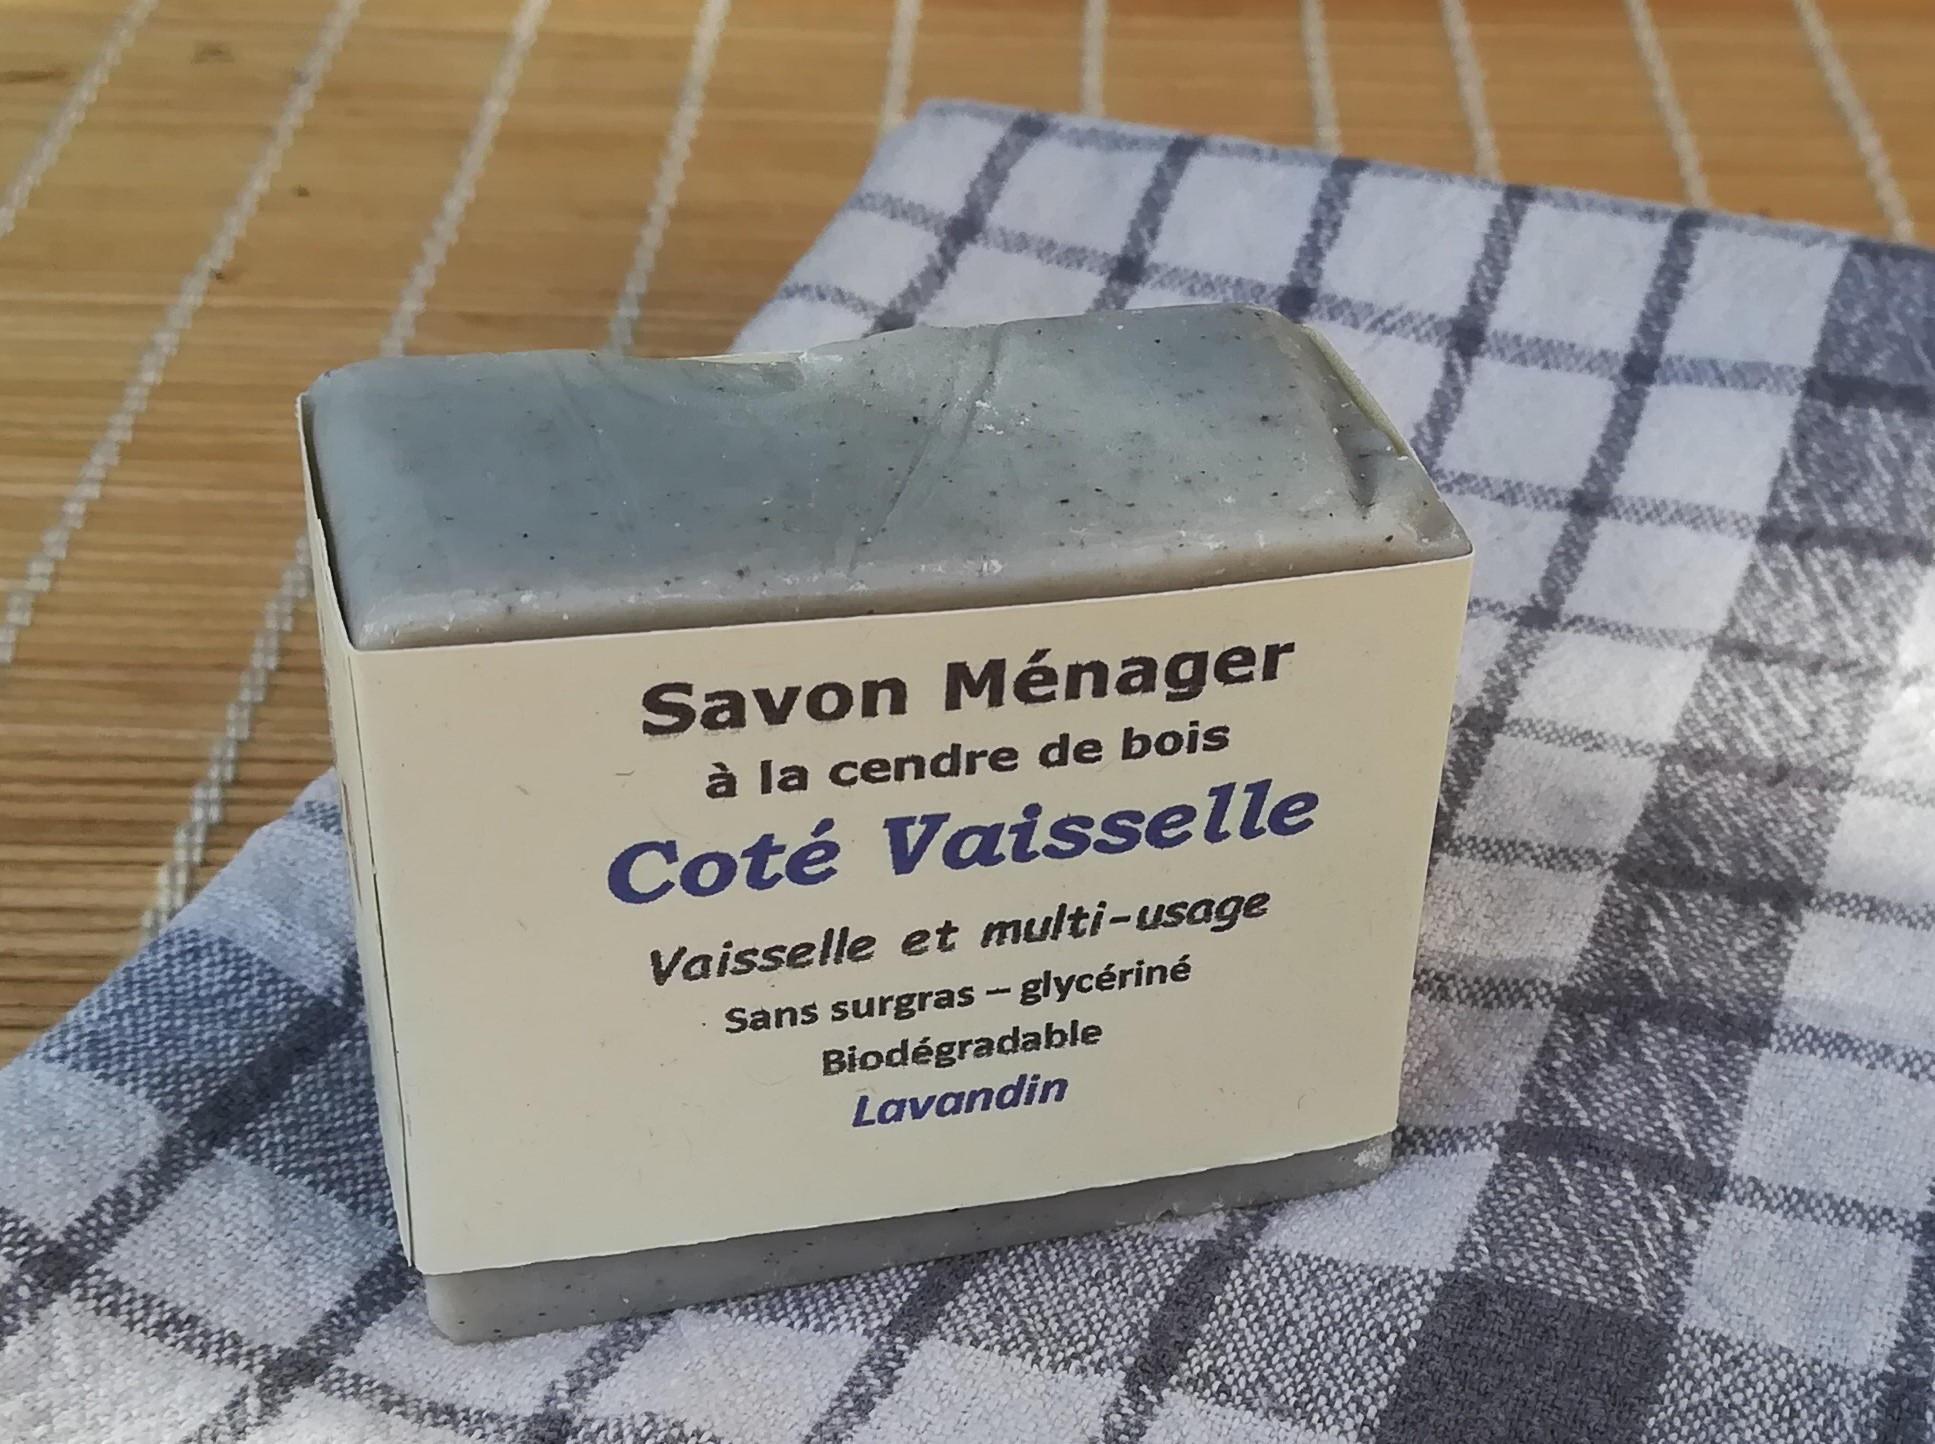 Savon Ménager
à la cendre de bois
Coté Vaisselle
Vaisselle et multi-usage
Sans surgras – glycériné
Biodégradable
Lavandin